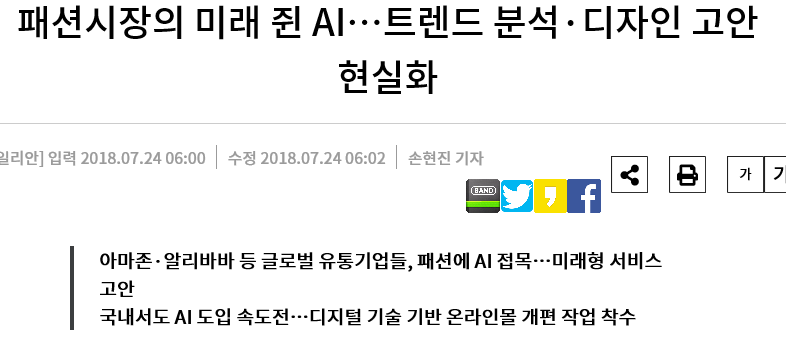 패션시장의 미래 쥔 AI…트렌드 분석·디자인 고안
현실화
일리안] 입력 2018.07.24 06:00 수정 2018.07.24 06:02 손현진 기자
BAND
가
아마존·알리바바 등 글로벌 유통기업들, 패션에 AI 접목…미래형 서비스
고안
국내서도 AI 도입 속도전…디지털 기술 기반 온라인몰 개편 작업 착수